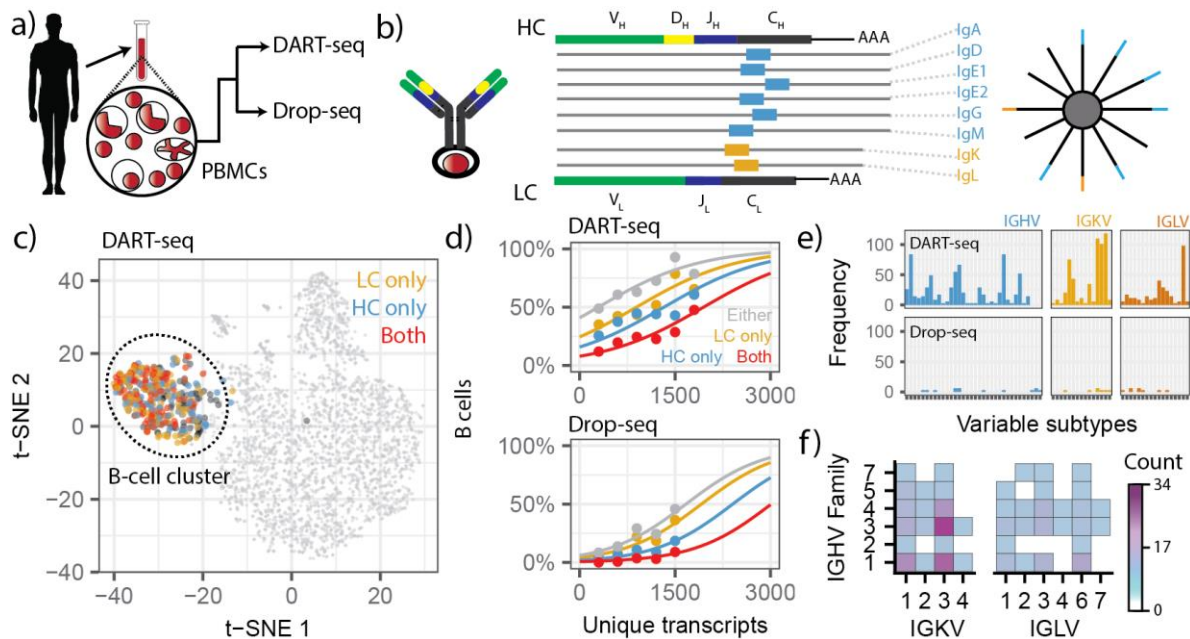 a)
DART-seq
Drop-seq
PBMCs
b)
HC
V_H D_H J_H C_H
AAA
IgA
IgD
IgE1
IgE2
IgG
IgM
IgK
IgL
LC
V_L J_L C_L
AAA
c)
DART-seq
LC only
HC only
Both
B-cell cluster
t-SNE 2
40
20
0
−20
−40
−40 −20 0 20
t-SNE 1
d)
DART-seq
100%
50%
0%
Either
LC only
HC only
Both
0 1500 3000
B cells
Drop-seq
100%
50%
0%
0 1500 3000
Unique transcripts
e)
IGHV IGKV IGLV
DART-seq
100
50
0
Frequency
Drop-seq
100
50
0
Variable subtypes
f)
IGHV Family
7
5
4
3
2
1
1 2 3 4
IGKV
1 2 3 4 6 7
IGLV
Count
34
17
0